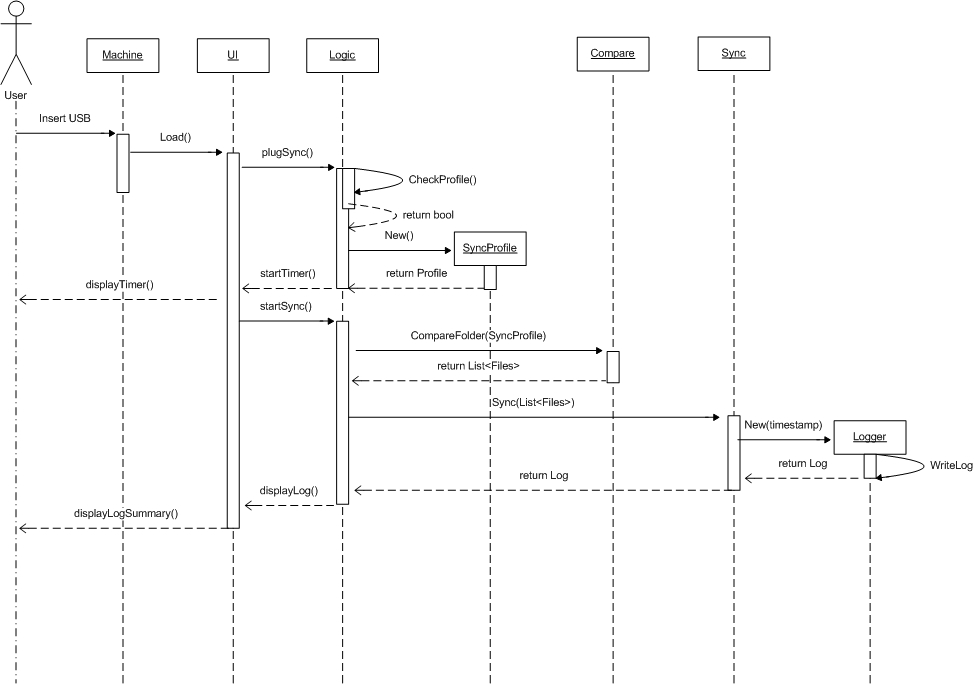 User
Machine
UI
Logic
Compare
Sync
Insert USB
Load()
plugSync()
CheckProfile()
return bool
New()
SyncProfile
startTimer()
return Profile
displayTimer()
startSync()
CompareFolder(SyncProfile)
return List<Files>
Sync(List<Files>)
New(timestamp)
Logger
return Log
WriteLog
return Log
displayLog()
displayLogSummary()